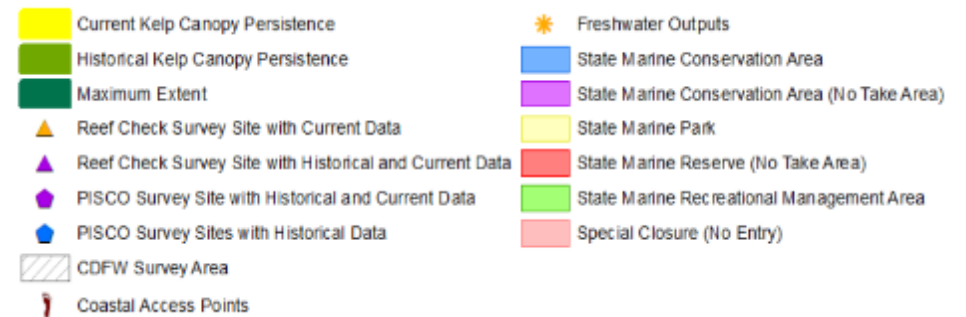 Current Kelp Canopy Persistence
Historical Kelp Canopy Persistence
Maximum Extent
Reef Check Survey Site with Current Data
Reef Check Survey Site with Historical and Current Data
PISCO Survey Site with Historical and Current Data
PISCO Survey Sites with Historical Data
CDFW Survey Area
Coastal Access Points
Freshwater Outputs
State Marine Conservation Area
State Marine Conservation Area (No Take Area)
State Marine Park
State Marine Reserve (No Take Area)
State Marine Recreational Management Area
Special Closure (No Entry)